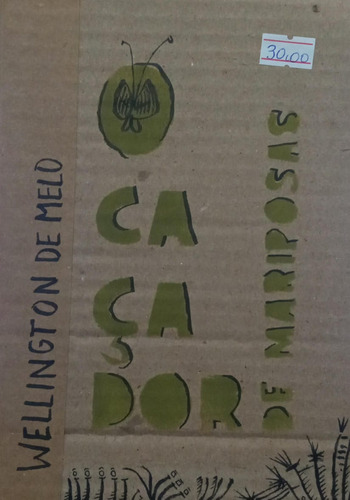 30,00
O
CA
ÇA
DOR
DE MARIPOSAS
WELLINGTON DE MELO